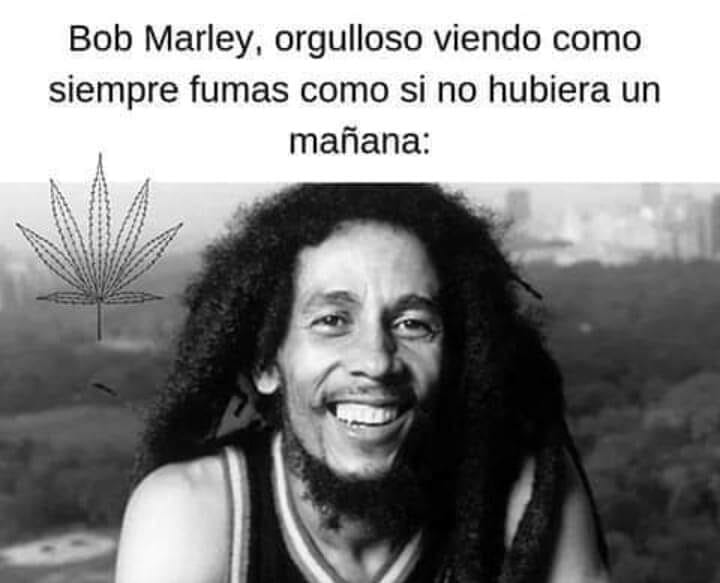 Bob Marley, orgulloso viendo como
siempre fumas como si no hubiera un
mañana: